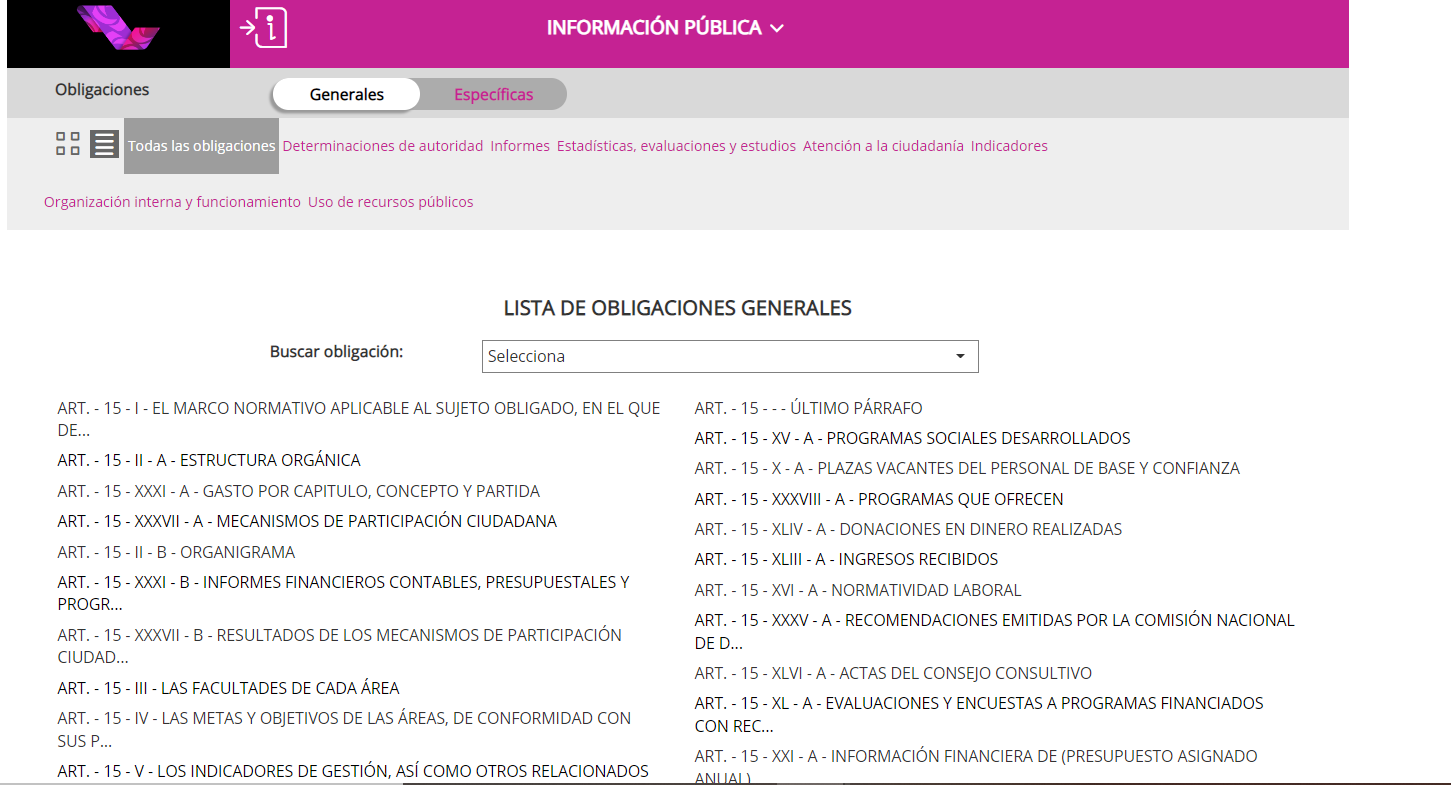 INFORMACIÓN PÚBLICA
Obligaciones
Generales
Específicas
Todas las obligaciones Determinaciones de autoridad Informes Estadísticas, evaluaciones y estudios Atención a la ciudadanía Indicadores
Organización interna y funcionamiento Uso de recursos públicos
LISTA DE OBLIGACIONES GENERALES
Buscar obligación:
Selecciona
ART. - 15 - I - EL MARCO NORMATIVO APLICABLE AL SUJETO OBLIGADO, EN EL QUE
DE...
ART. - 15 - II - A - ESTRUCTURA ORGÁNICA
ART. - 15 - XXXI - A - GASTO POR CAPITULO, CONCEPTO Y PARTIDA
ART. - 15 - XXXVII - A - MECANISMOS DE PARTICIPACIÓN CIUDADANA
ART. - 15 - II - B - ORGANIGRAMA
ART. - 15 - XXXI - B - INFORMES FINANCIEROS CONTABLES, PRESUPUESTALES Y
PROGR...
ART. - 15 - XXXVII - B - RESULTADOS DE LOS MECANISMOS DE PARTICIPACIÓN
CIUDAD...
ART. - 15 - III - LAS FACULTADES DE CADA ÁREA
ART. - 15 - IV - LAS METAS Y OBJETIVOS DE LAS ÁREAS, DE CONFORMIDAD CON
SUS P...
ART. - 15 - V - LOS INDICADORES DE GESTIÓN, ASÍ COMO OTROS RELACIONADOS
ART. - 15 - - - ÚLTIMO PÁRRAFO
ART. - 15 - XV - A - PROGRAMAS SOCIALES DESARROLLADOS
ART. - 15 - X - A - PLAZAS VACANTES DEL PERSONAL DE BASE Y CONFIANZA
ART. - 15 - XXXVIII - A - PROGRAMAS QUE OFRECEN
ART. - 15 - XLIV - A - DONACIONES EN DINERO REALIZADAS
ART. - 15 - XLIII - A - INGRESOS RECIBIDOS
ART. - 15 - XVI - A - NORMATIVIDAD LABORAL
ART. - 15 - XXXV - A - RECOMENDACIONES EMITIDAS POR LA COMISIÓN NACIONAL
DE D...
ART. - 15 - XLVI - A - ACTAS DEL CONSEJO CONSULTIVO
ART. - 15 - XL - A - EVALUACIONES Y ENCUESTAS A PROGRAMAS FINANCIADOS
CON REC...
ART. - 15 - XXI - A - INFORMACIÓN FINANCIERA DE (PRESUPUESTO ASIGNADO
ANUAL)